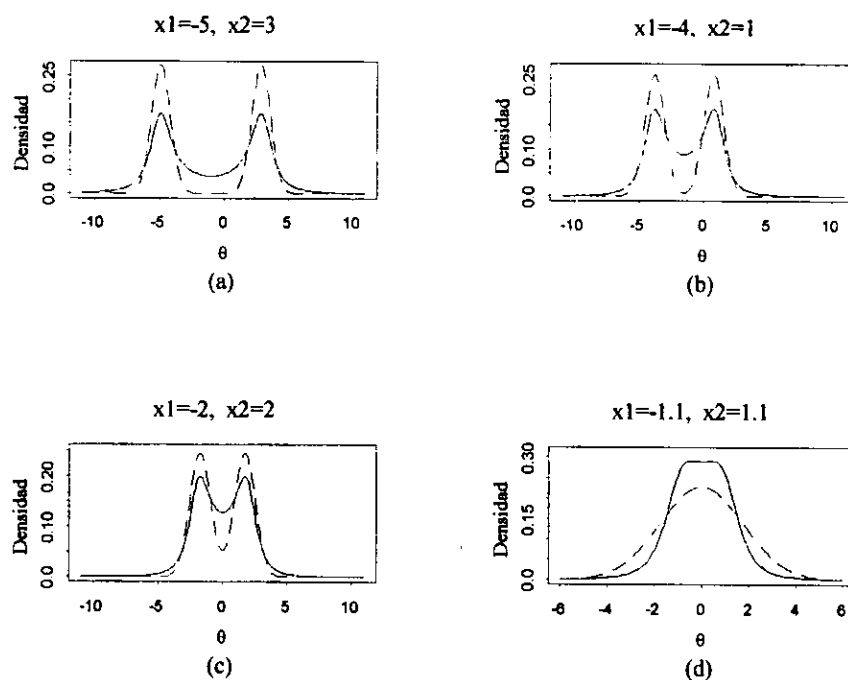 x1=-5, x2=3
Densidad
0.0 0.10 0.25
-10 -5 0 5 10
θ
(a)
x1=-4, x2=1
Densidad
0.0 0.10 0.25
-10 -5 0 5 10
θ
(b)
x1=-2, x2=2
Densidad
0.0 0.10 0.20
-10 -5 0 5 10
θ
(c)
x1=-1.1, x2=1.1
Densidad
0.0 0.15 0.30
-6 -4 -2 0 2 4 6
θ
(d)